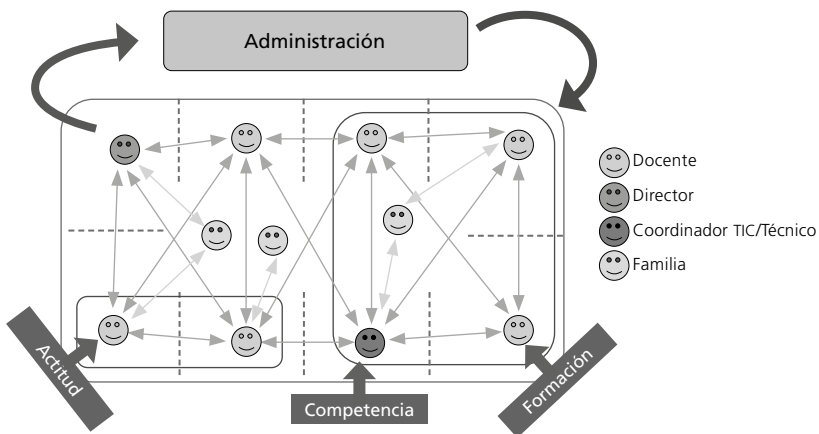 Administración
Docente
Director
Coordinador TIC/Técnico
Familia
Actitud
Competencia
Formación